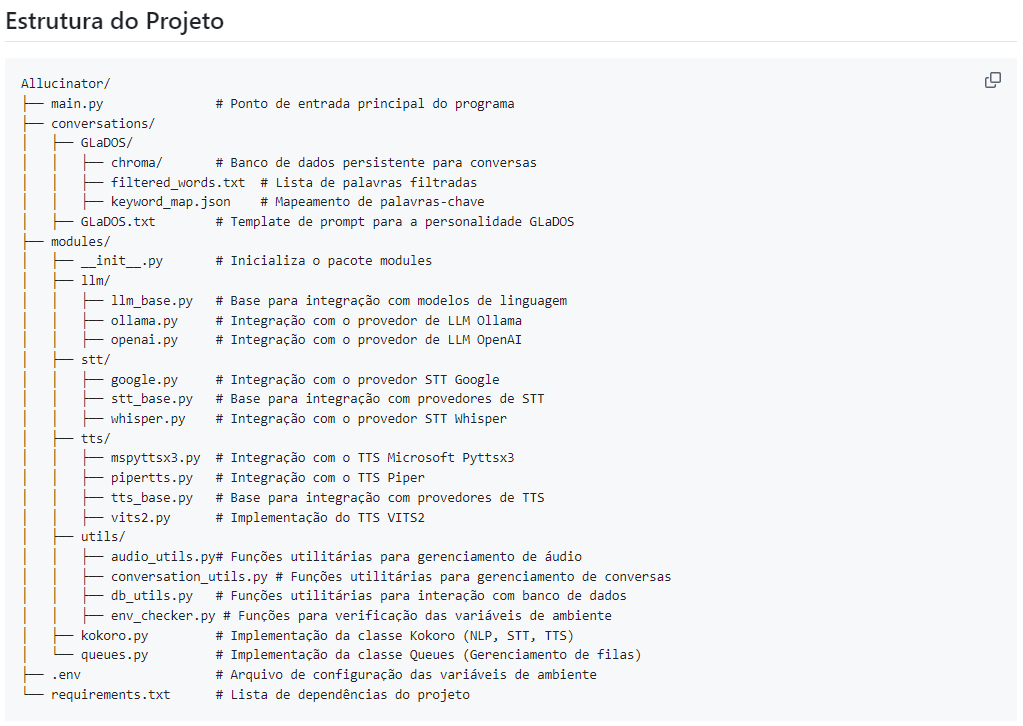 Estrutura do Projeto
Allucinator/
├── main.py               # Ponto de entrada principal do programa
├── conversations/
│   ├── GLaDOS/
│   │   ├── chroma/       # Banco de dados persistente para conversas
│   │   ├── filtered_words.txt  # Lista de palavras filtradas
│   │   ├── keyword_map.json    # Mapeamento de palavras-chave
│   ├── GLaDOS.txt        # Template de prompt para a personalidade GLaDOS
├── modules/
│   ├── __init__.py       # Inicializa o pacote modules
│   ├── llm/
│   │   ├── llm_base.py   # Base para integração com modelos de linguagem
│   │   ├── ollama.py     # Integração com o provedor de LLM Ollama
│   │   ├── openai.py     # Integração com o provedor de LLM OpenAI
│   ├── stt/
│   │   ├── google.py     # Integração com o provedor STT Google
│   │   ├── stt_base.py   # Base para integração com provedores de STT
│   │   ├── whisper.py    # Integração com o provedor STT Whisper
│   ├── tts/
│   │   ├── mspyttsx3.py  # Integração com o TTS Microsoft Pyttsx3
│   │   ├── pipertts.py   # Integração com o TTS Piper
│   │   ├── tts_base.py   # Base para integração com provedores de TTS
│   │   ├── vits2.py      # Implementação do TTS VITS2
│   ├── utils/
│   │   ├── audio_utils.py# Funções utilitárias para gerenciamento de áudio
│   │   ├── conversation_utils.py # Funções utilitárias para gerenciamento de conversas
│   │   ├── db_utils.py   # Funções utilitárias para interação com banco de dados
│   │   ├── env_checker.py # Funções para verificação das variáveis de ambiente
│   ├── kokoro.py         # Implementação da classe Kokoro (NLP, STT, TTS)
│   └── queues.py         # Implementação da classe Queues (Gerenciamento de filas)
├── .env                  # Arquivo de configuração das variáveis de ambiente
└── requirements.txt      # Lista de dependências do projeto